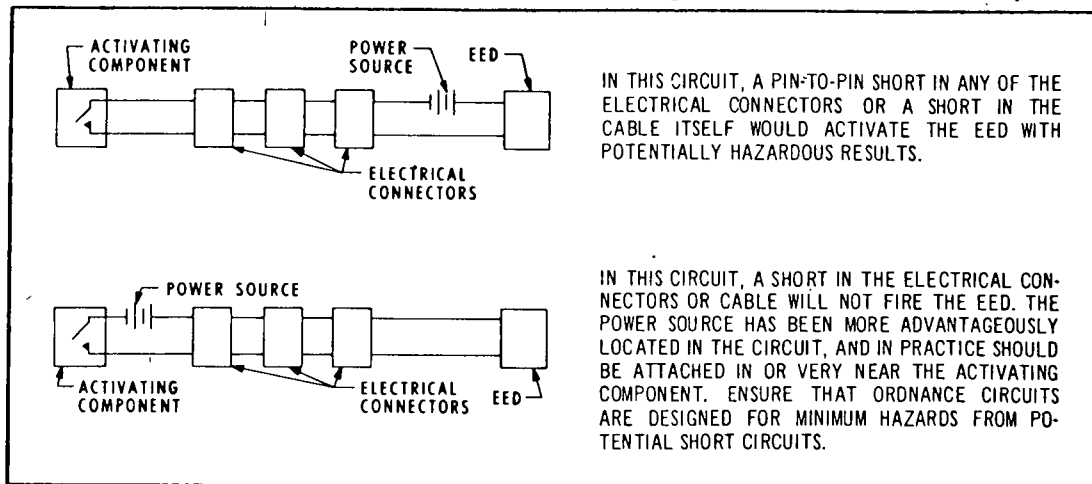 ACTIVATING
COMPONENT
POWER
SOURCE
EED
ELECTRICAL
CONNECTORS
IN THIS CIRCUIT, A PIN-TO-PIN SHORT IN ANY OF THE
ELECTRICAL CONNECTORS OR A SHORT IN THE
CABLE ITSELF WOULD ACTIVATE THE EED WITH
POTENTIALLY HAZARDOUS RESULTS.
POWER SOURCE
ACTIVATING
COMPONENT
ELECTRICAL
CONNECTORS
EED
IN THIS CIRCUIT, A SHORT IN THE ELECTRICAL CON-
NECTORS OR CABLE WILL NOT FIRE THE EED. THE
POWER SOURCE HAS BEEN MORE ADVANTAGEOUSLY
LOCATED IN THE CIRCUIT, AND IN PRACTICE SHOULD
BE ATTACHED IN OR VERY NEAR THE ACTIVATING
COMPONENT. ENSURE THAT ORDNANCE CIRCUITS
ARE DESIGNED FOR MINIMUM HAZARDS FROM PO-
TENTIAL SHORT CIRCUITS.